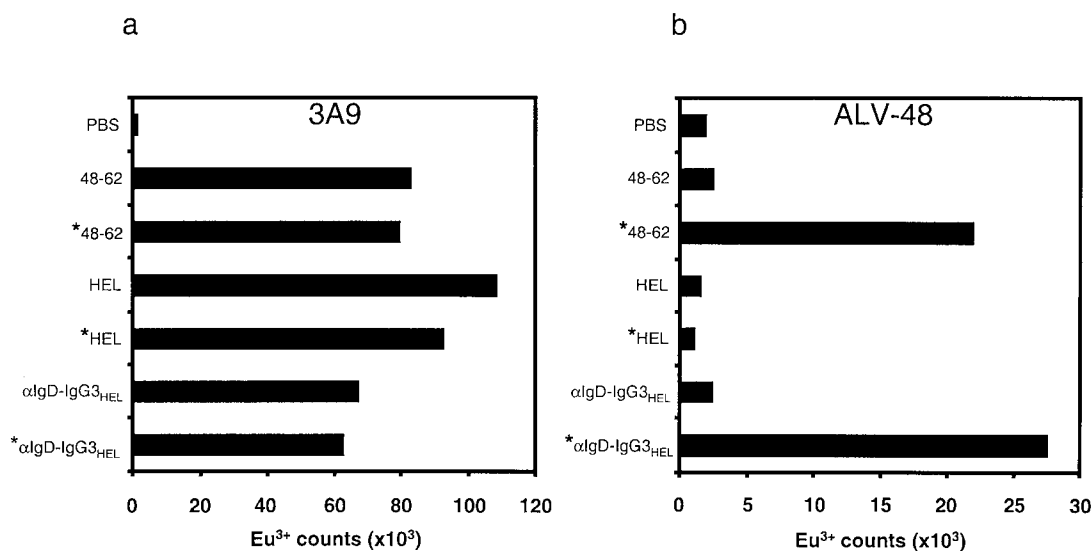 a
3A9
PBS
48-62
*48-62
HEL
*HEL
αIgD-IgG3HEL
*αIgD-IgG3HEL
0 20 40 60 80 100 120
Eu³⁺ counts (x10³)
b
ALV-48
PBS
48-62
*48-62
HEL
*HEL
αIgD-IgG3HEL
*αIgD-IgG3HEL
0 5 10 15 20 25 30
Eu³⁺ counts (x10³)